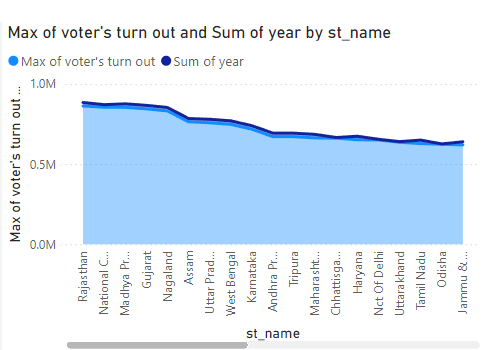 Max of voter's turn out and Sum of year by st_name
Max of voter's turn out Sum of year
Max of voter's turn out ...
1.0M
0.5M
0.0M
Rajasthan
National C...
Madhya Pr...
Gujarat
Nagaland
Assam
Uttar Prad...
West Bengal
Karnataka
Andhra Pr...
Tripura
Maharasht...
Chhattisga...
Haryana
Nct Of Delhi
Uttarakhand
Tamil Nadu
Odisha
Jammu &...
st_name